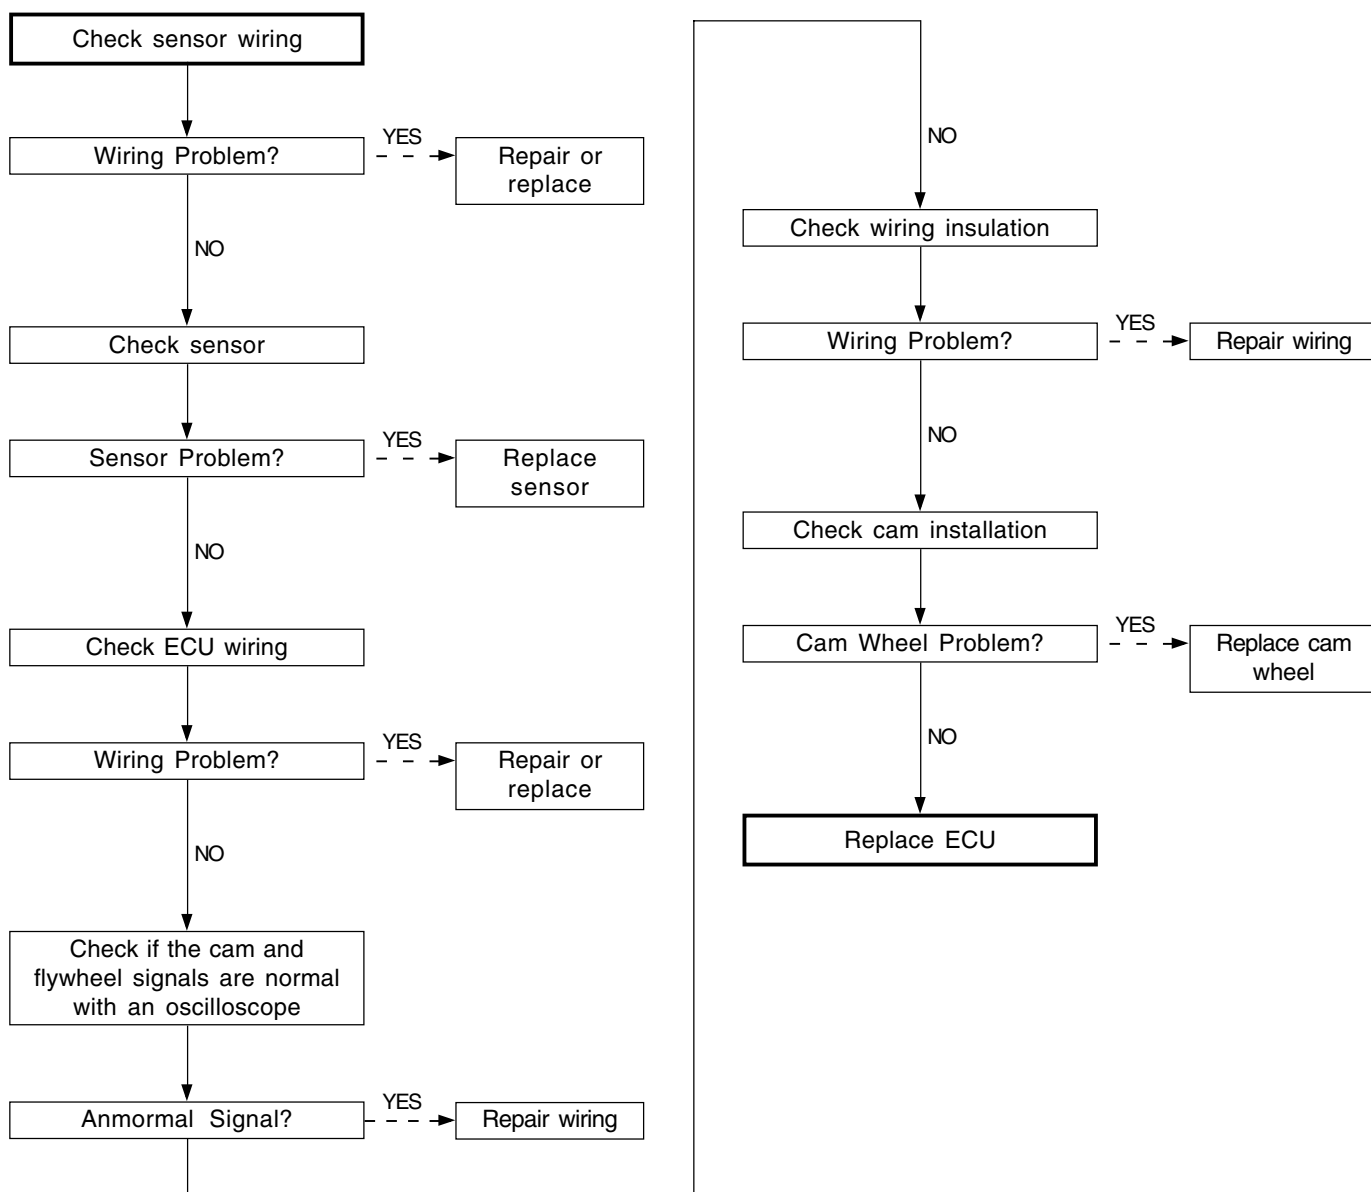 Check sensor wiring
Wiring Problem?
YES
Repair or
replace
NO
Check sensor
Sensor Problem?
YES
Replace
sensor
NO
Check ECU wiring
Wiring Problem?
YES
Repair or
replace
NO
Check if the cam and
flywheel signals are normal
with an oscilloscope
Anmormal Signal?
YES
Repair wiring
NO
Check wiring insulation
Wiring Problem?
YES
Repair wiring
NO
Check cam installation
Cam Wheel Problem?
YES
Replace cam
wheel
NO
Replace ECU